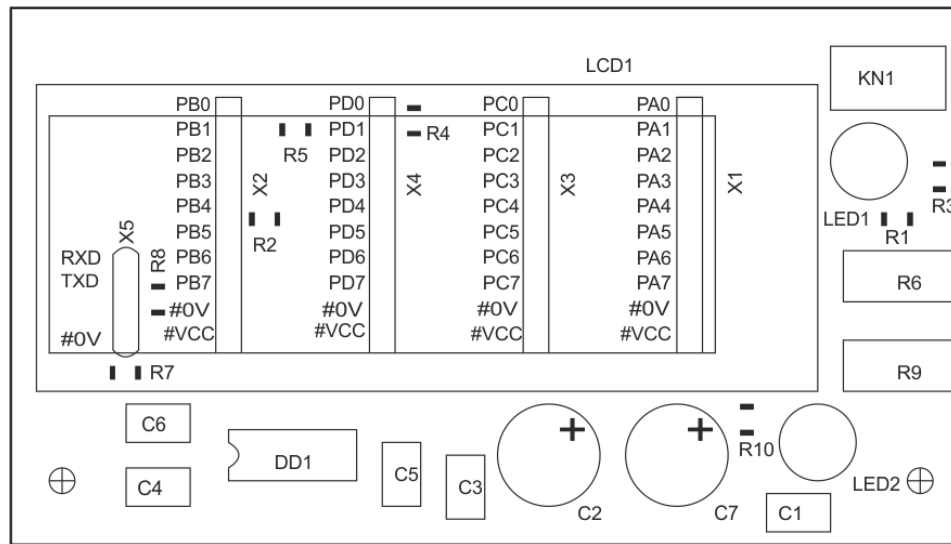 LCD1
KN1
PB0 PD0 PC0 PA0
PB1 PD1 R4 PC1 PA1
PB2 R5 PD2 PC2 PA2
PB3 X2 PD3 X4 PC3 X3 PA3 X1
PB4 PD4 PC4 PA4 LED1 R3
X5 PB5 R2 PD5 PC5 PA5 R1
RXD R8 PB6 PD6 PC6 PA6
TXD PB7 PD7 PC7 PA7 R6
#0V #0V #0V #0V
#0V #VCC #VCC #VCC #VCC
R7 R9
C6
R10
DD1
C4 C5 C3 LED2
C2 C7 C1